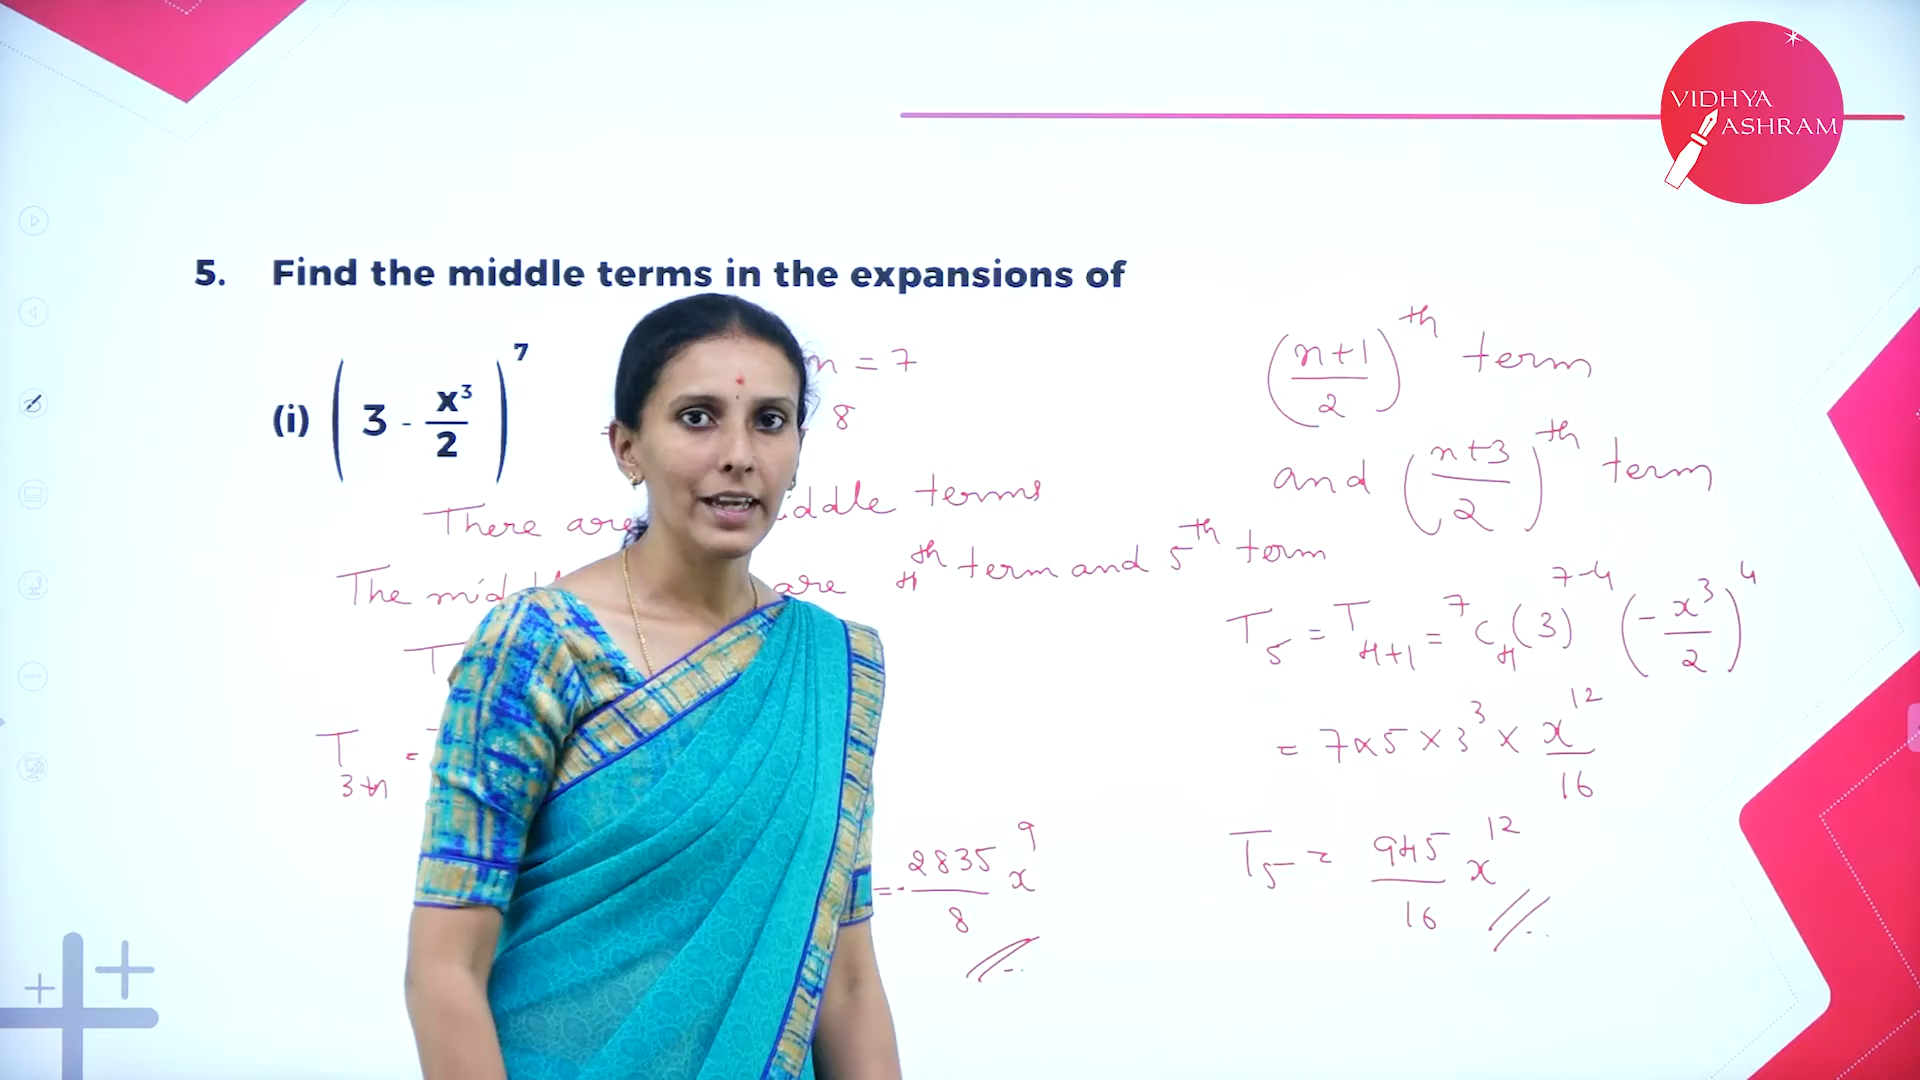 VIDHYA
ASHRAM
5. Find the middle terms in the expansions of
(i) (3 - x³/2)⁷
n = 7
8
There are iddle terms
The midd are 4th term and 5th term
T
T₃₊₁ =
= - 2835/8 x⁹
((n+1)/2)th term
and ((n+3)/2)th term
T₅ = T₄₊₁ = ⁷C₄ (3)⁷⁻⁴ (-x³/2)⁴
= 7×5 × 3³ × x¹²/16
T₅ = 945/16 x¹²